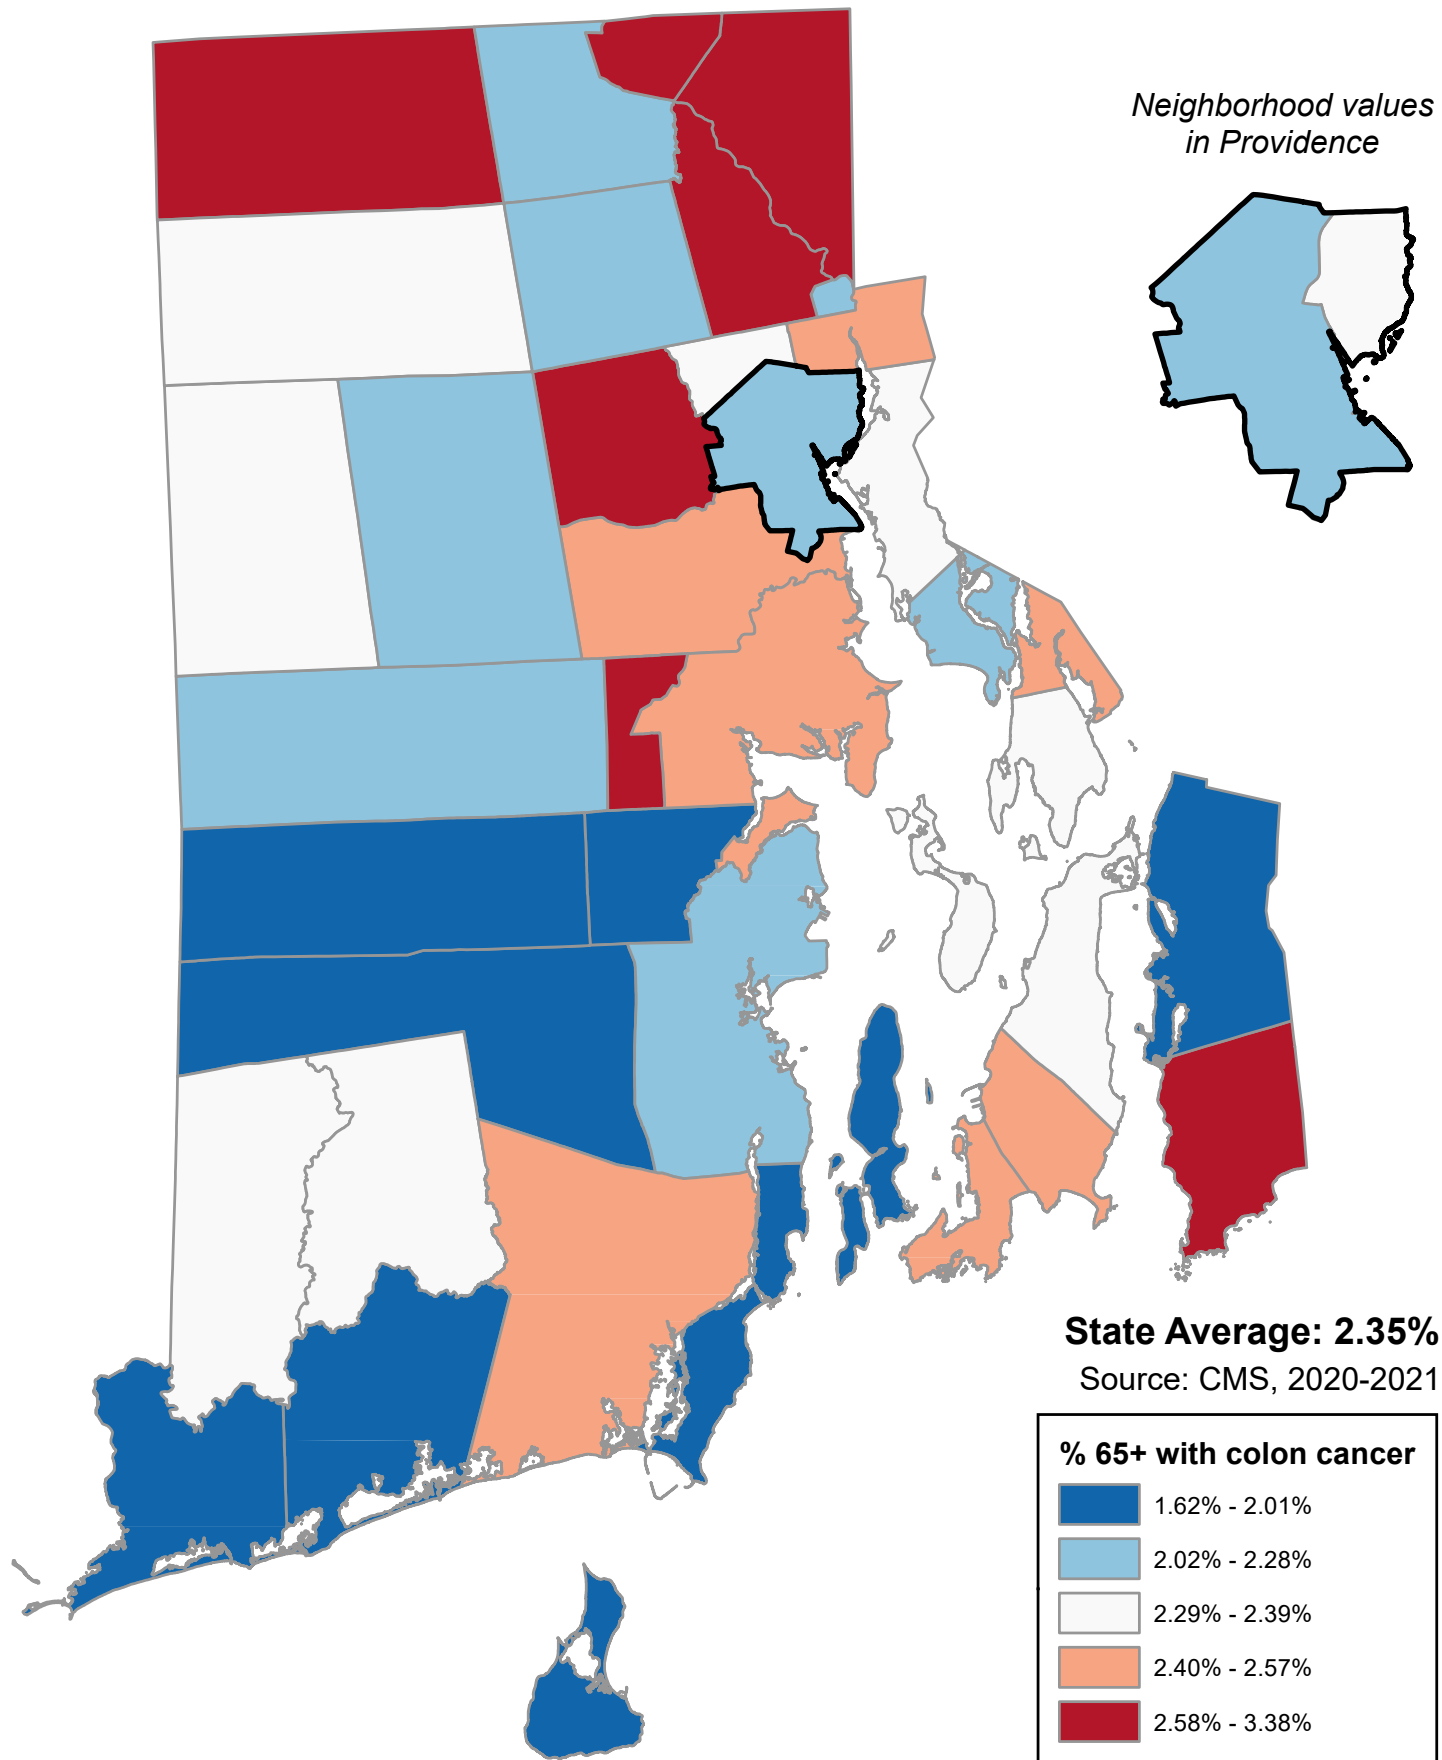 Neighborhood values
in Providence
State Average: 2.35%
Source: CMS, 2020-2021
% 65+ with colon cancer
1.62% - 2.01%
2.02% - 2.28%
2.29% - 2.39%
2.40% - 2.57%
2.58% - 3.38%